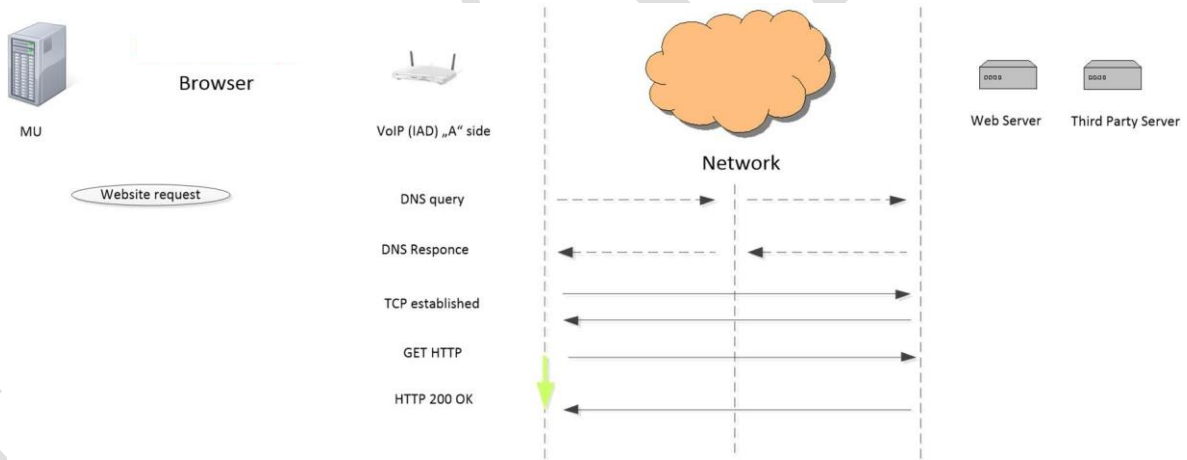 MU
Browser
VoIP (IAD) „A“ side
Network
Web Server
Third Party Server
Website request
DNS query
DNS Responce
TCP established
GET HTTP
HTTP 200 OK